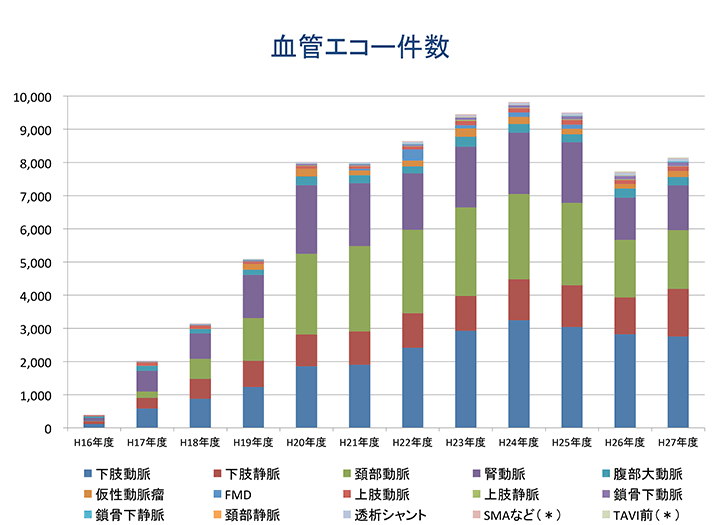 血管エコー件数
10,000
9,000
8,000
7,000
6,000
5,000
4,000
3,000
2,000
1,000
0
H16年度 H17年度 H18年度 H19年度 H20年度 H21年度 H22年度 H23年度 H24年度 H25年度 H26年度 H27年度
下肢動脈 下肢静脈 頚部動脈 腎動脈 腹部大動脈
仮性動脈瘤 FMD 上肢動脈 上肢静脈 鎖骨下動脈
鎖骨下静脈 頚部静脈 透析シャント SMAなど(＊) TAVI前(＊)